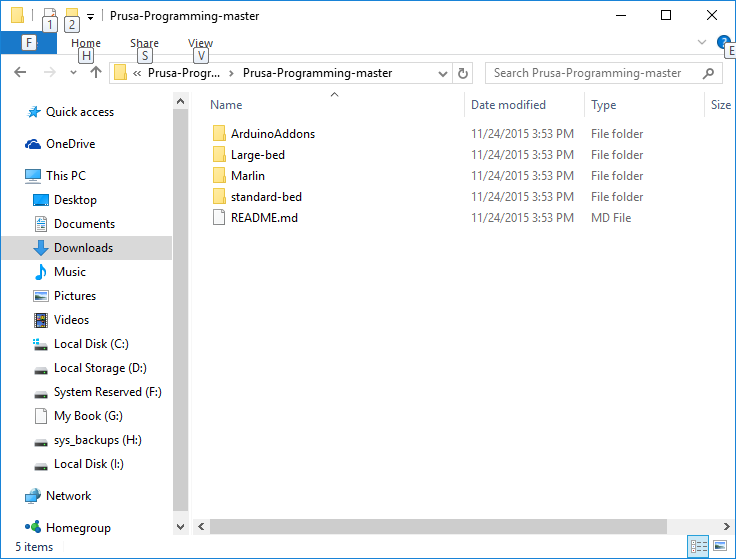 Prusa-Programming-master
1 2
F Home Share View ?
H S V E
« Prusa-Progr... > Prusa-Programming-master Search Prusa-Programming-master
Name Date modified Type Size
Quick access
OneDrive
This PC
Desktop
Documents
Downloads
Music
Pictures
Videos
Local Disk (C:)
Local Storage (D:)
System Reserved (F:)
My Book (G:)
sys_backups (H:)
Local Disk (I:)
Network
Homegroup
ArduinoAddons 11/24/2015 3:53 PM File folder
Large-bed 11/24/2015 3:53 PM File folder
Marlin 11/24/2015 3:53 PM File folder
standard-bed 11/24/2015 3:53 PM File folder
README.md 11/24/2015 3:53 PM MD File
5 items